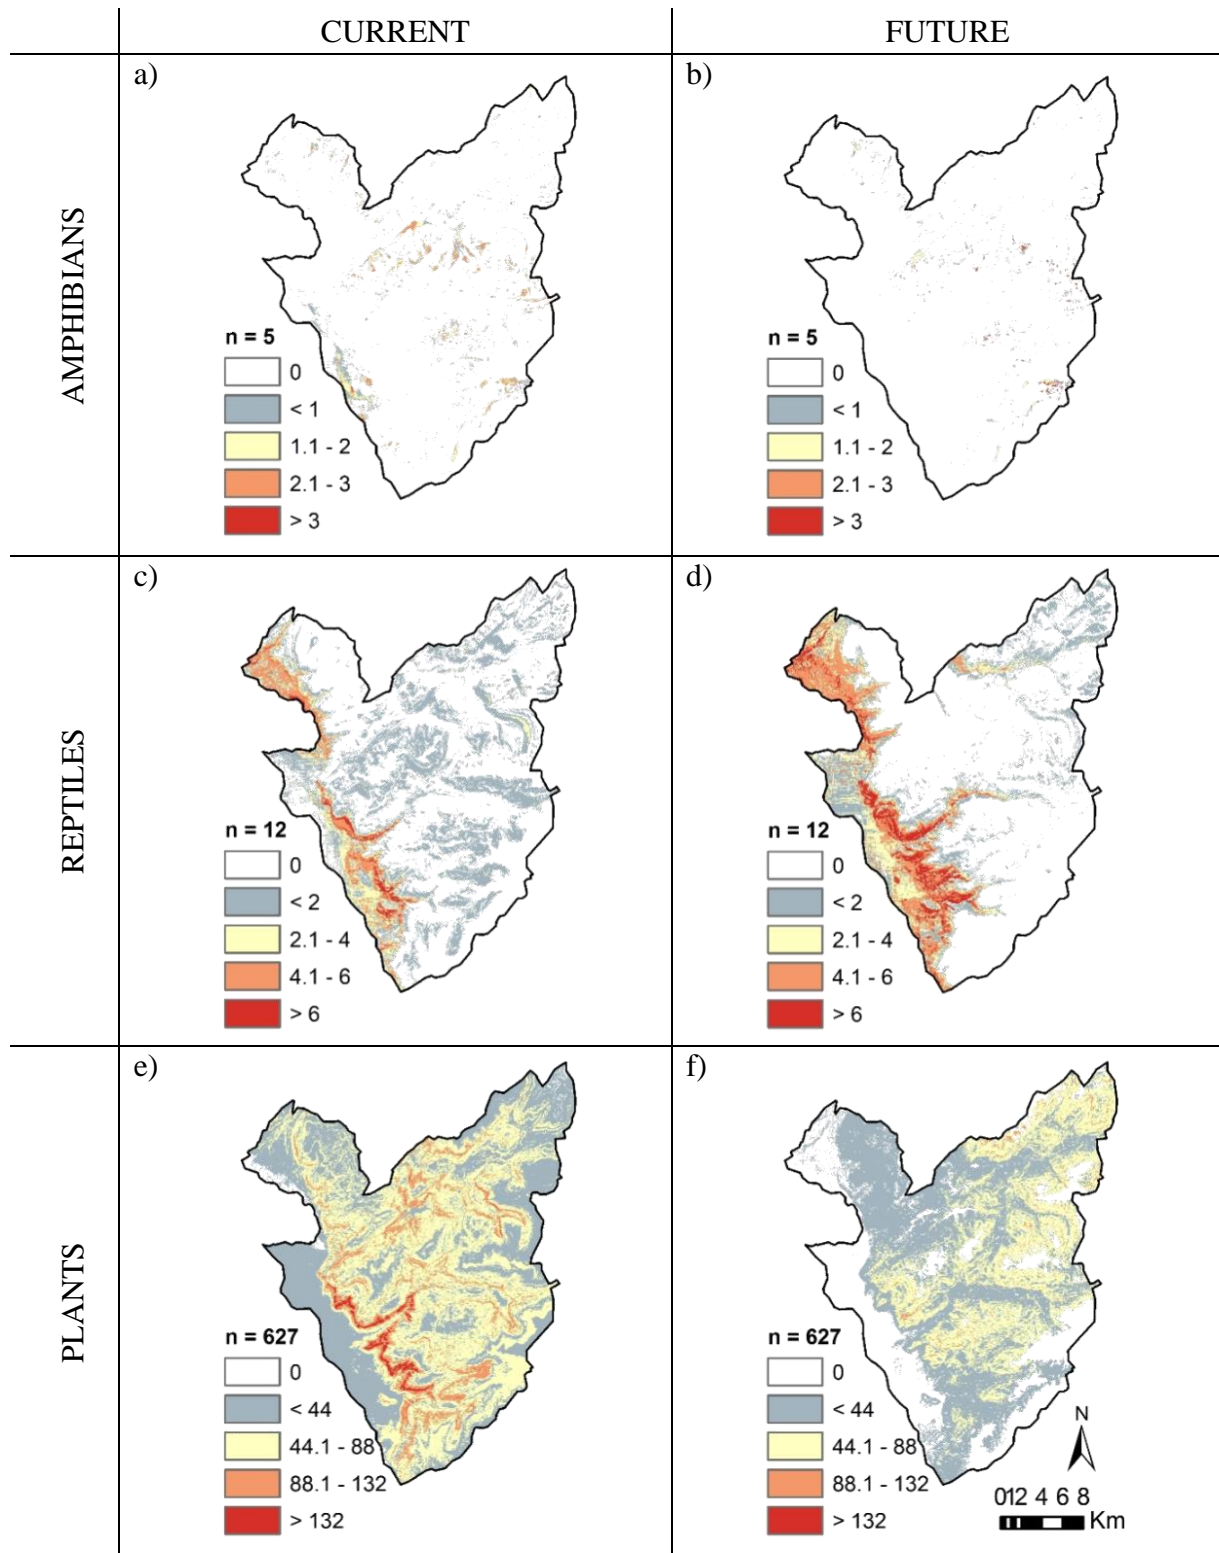 CURRENT
FUTURE
AMPHIBIANS
a)
n = 5
0
< 1
1.1 - 2
2.1 - 3
> 3
b)
n = 5
0
< 1
1.1 - 2
2.1 - 3
> 3
REPTILES
c)
n = 12
0
< 2
2.1 - 4
4.1 - 6
> 6
d)
n = 12
0
< 2
2.1 - 4
4.1 - 6
> 6
PLANTS
e)
n = 627
0
< 44
44.1 - 88
88.1 - 132
> 132
f)
n = 627
0
< 44
44.1 - 88
88.1 - 132
> 132
N
012 4 6 8
Km